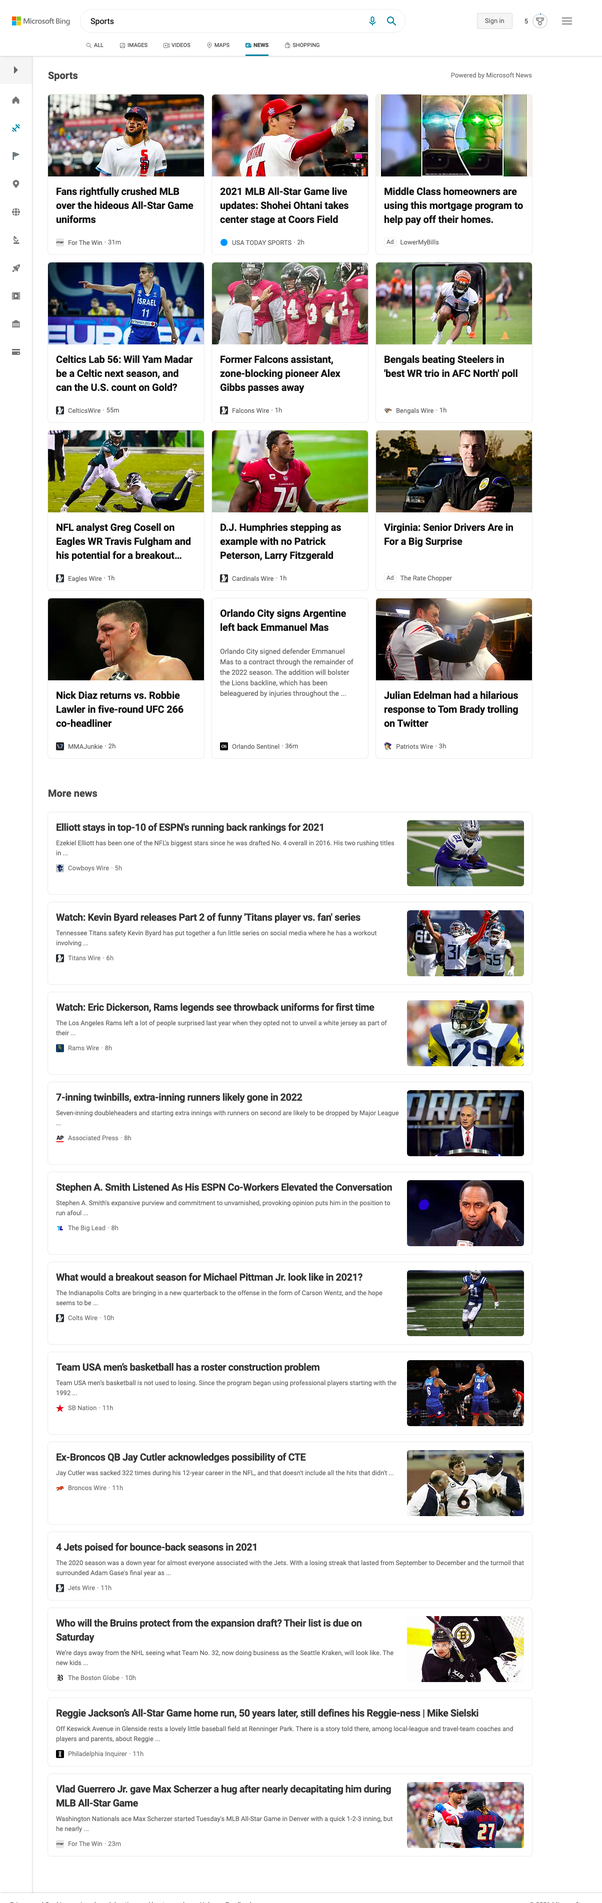 Microsoft Bing
Sports
Sign in
5
ALL
IMAGES
VIDEOS
MAPS
NEWS
SHOPPING
Sports
Powered by Microsoft News
Fans rightfully crushed MLB
over the hideous All-Star Game
uniforms
For The Win · 31m
2021 MLB All-Star Game live
updates: Shohei Ohtani takes
center stage at Coors Field
USA TODAY SPORTS · 2h
Middle Class homeowners are
using this mortgage program to
help pay off their homes.
Ad LowerMyBills
ISRAEL
11
Celtics Lab 56: Will Yam Madar
be a Celtic next season, and
can the U.S. count on Gold?
CelticsWire · 55m
Former Falcons assistant,
zone-blocking pioneer Alex
Gibbs passes away
Falcons Wire · 1h
Bengals beating Steelers in
'best WR trio in AFC North' poll
Bengals Wire · 1h
NFL analyst Greg Cosell on
Eagles WR Travis Fulgham and
his potential for a breakout...
Eagles Wire · 1h
74
D.J. Humphries stepping as
example with no Patrick
Peterson, Larry Fitzgerald
Cardinals Wire · 1h
Virginia: Senior Drivers Are in
For a Big Surprise
Ad The Rate Chopper
Nick Diaz returns vs. Robbie
Lawler in five-round UFC 266
co-headliner
MMAJunkie · 2h
Orlando City signs Argentine
left back Emmanuel Mas
Orlando City signed defender Emmanuel
Mas to a contract through the remainder of
the 2022 season. The addition will bolster
the Lions backline, which has been
beleaguered by injuries throughout the ...
Orlando Sentinel · 36m
Julian Edelman had a hilarious
response to Tom Brady trolling
on Twitter
Patriots Wire · 3h
More news
Elliott stays in top-10 of ESPN's running back rankings for 2021
Ezekiel Elliott has been one of the NFL's biggest stars since he was drafted No. 4 overall in 2016. His two rushing titles
in ...
Cowboys Wire · 5h
Watch: Kevin Byard releases Part 2 of funny 'Titans player vs. fan' series
Tennessee Titans safety Kevin Byard has put together a fun little series on social media where he has a workout
involving ...
Titans Wire · 6h
60
31
55
Watch: Eric Dickerson, Rams legends see throwback uniforms for first time
The Los Angeles Rams left a lot of people surprised last year when they opted not to unveil a white jersey as part of
their ...
Rams Wire · 8h
29
7-inning twinbills, extra-inning runners likely gone in 2022
Seven-inning doubleheaders and starting extra innings with runners on second are likely to be dropped by Major League
...
AP Associated Press · 8h
DRAFT
Stephen A. Smith Listened As His ESPN Co-Workers Elevated the Conversation
Stephen A. Smith's expansive purview and commitment to unvarnished, provoking opinion puts him in the position to
run afoul ...
The Big Lead · 8h
What would a breakout season for Michael Pittman Jr. look like in 2021?
The Indianapolis Colts are bringing in a new quarterback to the offense in the form of Carson Wentz, and the hope
seems to be ...
Colts Wire · 10h
Team USA men's basketball has a roster construction problem
Team USA men's basketball is not used to losing. Since the program began using professional players starting with the
1992 ...
SB Nation · 11h
Ex-Broncos QB Jay Cutler acknowledges possibility of CTE
Jay Cutler was sacked 322 times during his 12-year career in the NFL, and that doesn't include all the hits that didn't ...
Broncos Wire · 11h
6
4 Jets poised for bounce-back seasons in 2021
The 2020 season was a down year for almost everyone associated with the Jets. With a losing streak that lasted from September to December and the turmoil that
surrounded Adam Gase's final year as ...
Jets Wire · 11h
Who will the Bruins protect from the expansion draft? Their list is due on
Saturday
We're days away from the NHL seeing what Team No. 32, now doing business as the Seattle Kraken, will look like. The
new kids ...
The Boston Globe · 10h
Reggie Jackson's All-Star Game home run, 50 years later, still defines his Reggie-ness | Mike Sielski
Off Keswick Avenue in Glenside rests a lovely little baseball field at Renninger Park. There is a story told there, among local-league and travel-team coaches and
players and parents, about Reggie ...
Philadelphia Inquirer · 11h
Vlad Guerrero Jr. gave Max Scherzer a hug after nearly decapitating him during
MLB All-Star Game
Washington Nationals ace Max Scherzer started Tuesday's MLB All-Star Game in Denver with a quick 1-2-3 inning, but
he nearly ...
For The Win · 23m
27